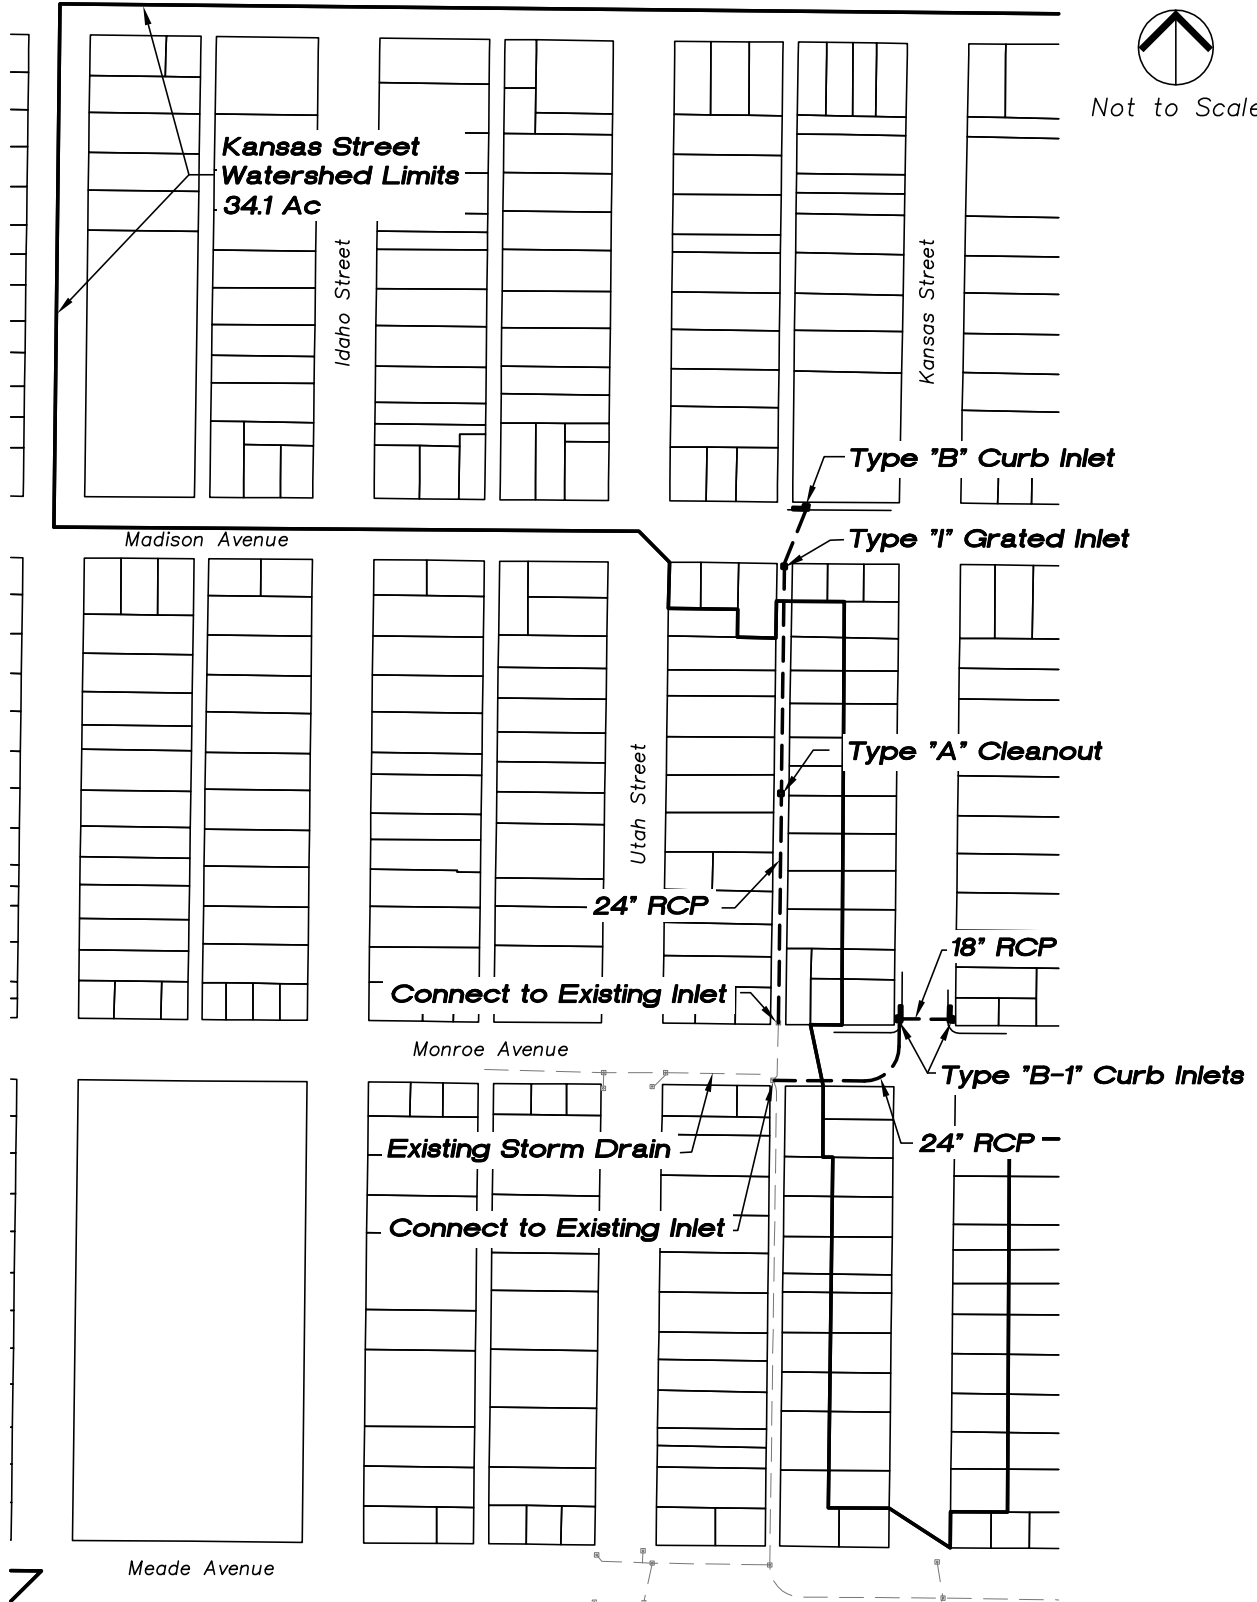 Not to Scale
Kansas Street
Watershed Limits
34.1 Ac
Idaho Street
Kansas Street
Type "B" Curb Inlet
Madison Avenue
Type "I" Grated Inlet
Utah Street
Type "A" Cleanout
24" RCP
18" RCP
Connect to Existing Inlet
Monroe Avenue
Type "B-1" Curb Inlets
24" RCP
Existing Storm Drain
Connect to Existing Inlet
Meade Avenue